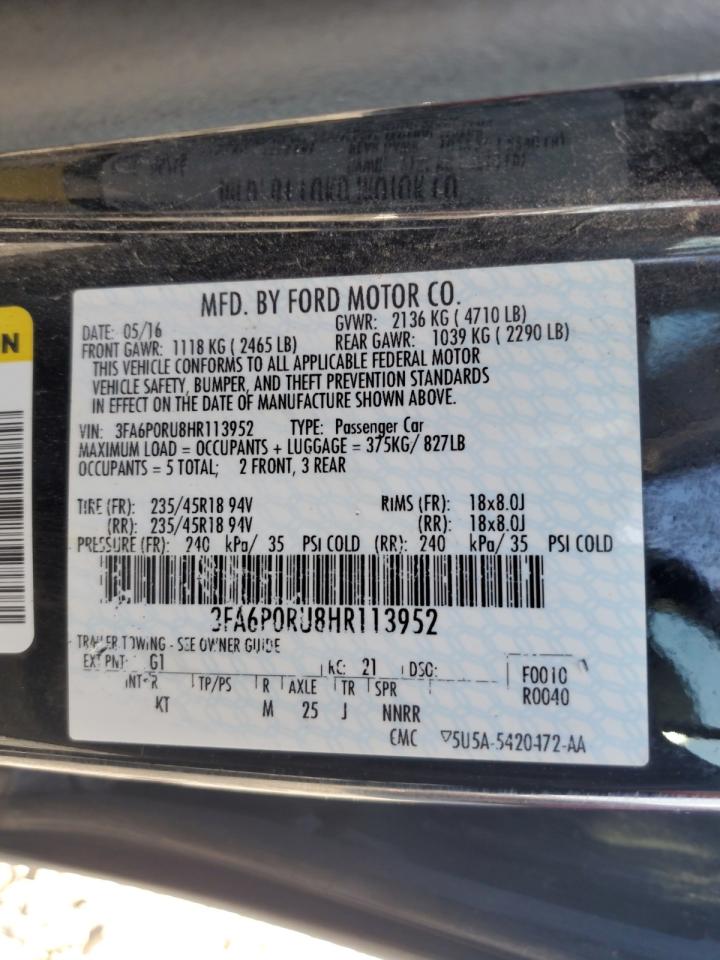 MFD. BY FORD MOTOR CO.
DATE: 05/16 GVWR: 2136 KG ( 4710 LB)
FRONT GAWR: 1118 KG ( 2465 LB) REAR GAWR: 1039 KG ( 2290 LB)
THIS VEHICLE CONFORMS TO ALL APPLICABLE FEDERAL MOTOR
VEHICLE SAFETY, BUMPER, AND THEFT PREVENTION STANDARDS
IN EFFECT ON THE DATE OF MANUFACTURE SHOWN ABOVE.
VIN: 3FA6P0RU8HR113952 TYPE: Passenger Car
MAXIMUM LOAD = OCCUPANTS + LUGGAGE = 375KG/ 827LB
OCCUPANTS = 5 TOTAL; 2 FRONT, 3 REAR
TIRE (FR): 235/45R18 94V RIMS (FR): 18x8.0J
(RR): 235/45R18 94V (RR): 18x8.0J
PRESSURE (FR): 240 kPa/ 35 PSI COLD (RR): 240 kPa/ 35 PSI COLD
3FA6P0RU8HR113952
TRAILER TOWING - SEE OWNER GUIDE
EXT PNT: G1 RC: 21 DSO: F0010
INT TR TP/PS R AXLE TR SPR R0040
KT M 25 J NNRR
CMC 5U5A-5420472-AA
N